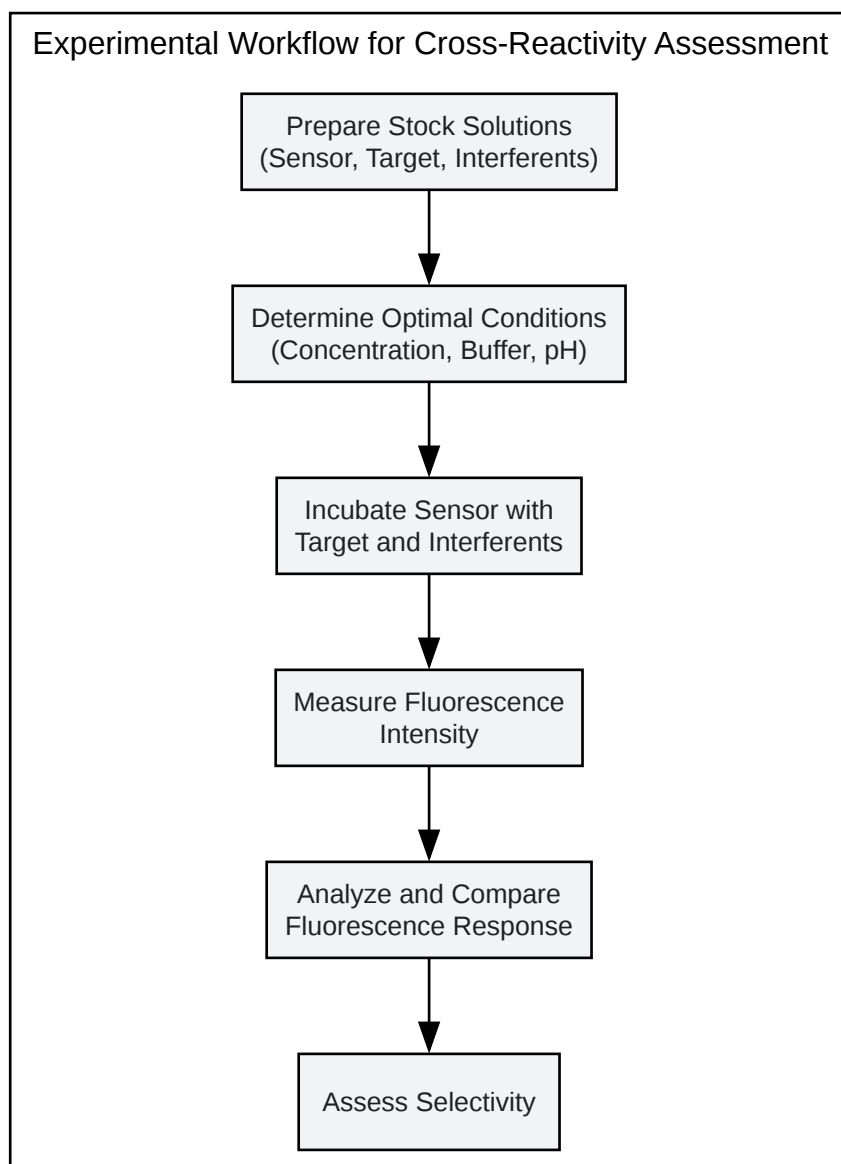 Experimental Workflow for Cross-Reactivity Assessment
Prepare Stock Solutions
(Sensor, Target, Interferents)
Determine Optimal Conditions
(Concentration, Buffer, pH)
Incubate Sensor with
Target and Interferents
Measure Fluorescence
Intensity
Analyze and Compare
Fluorescence Response
Assess Selectivity